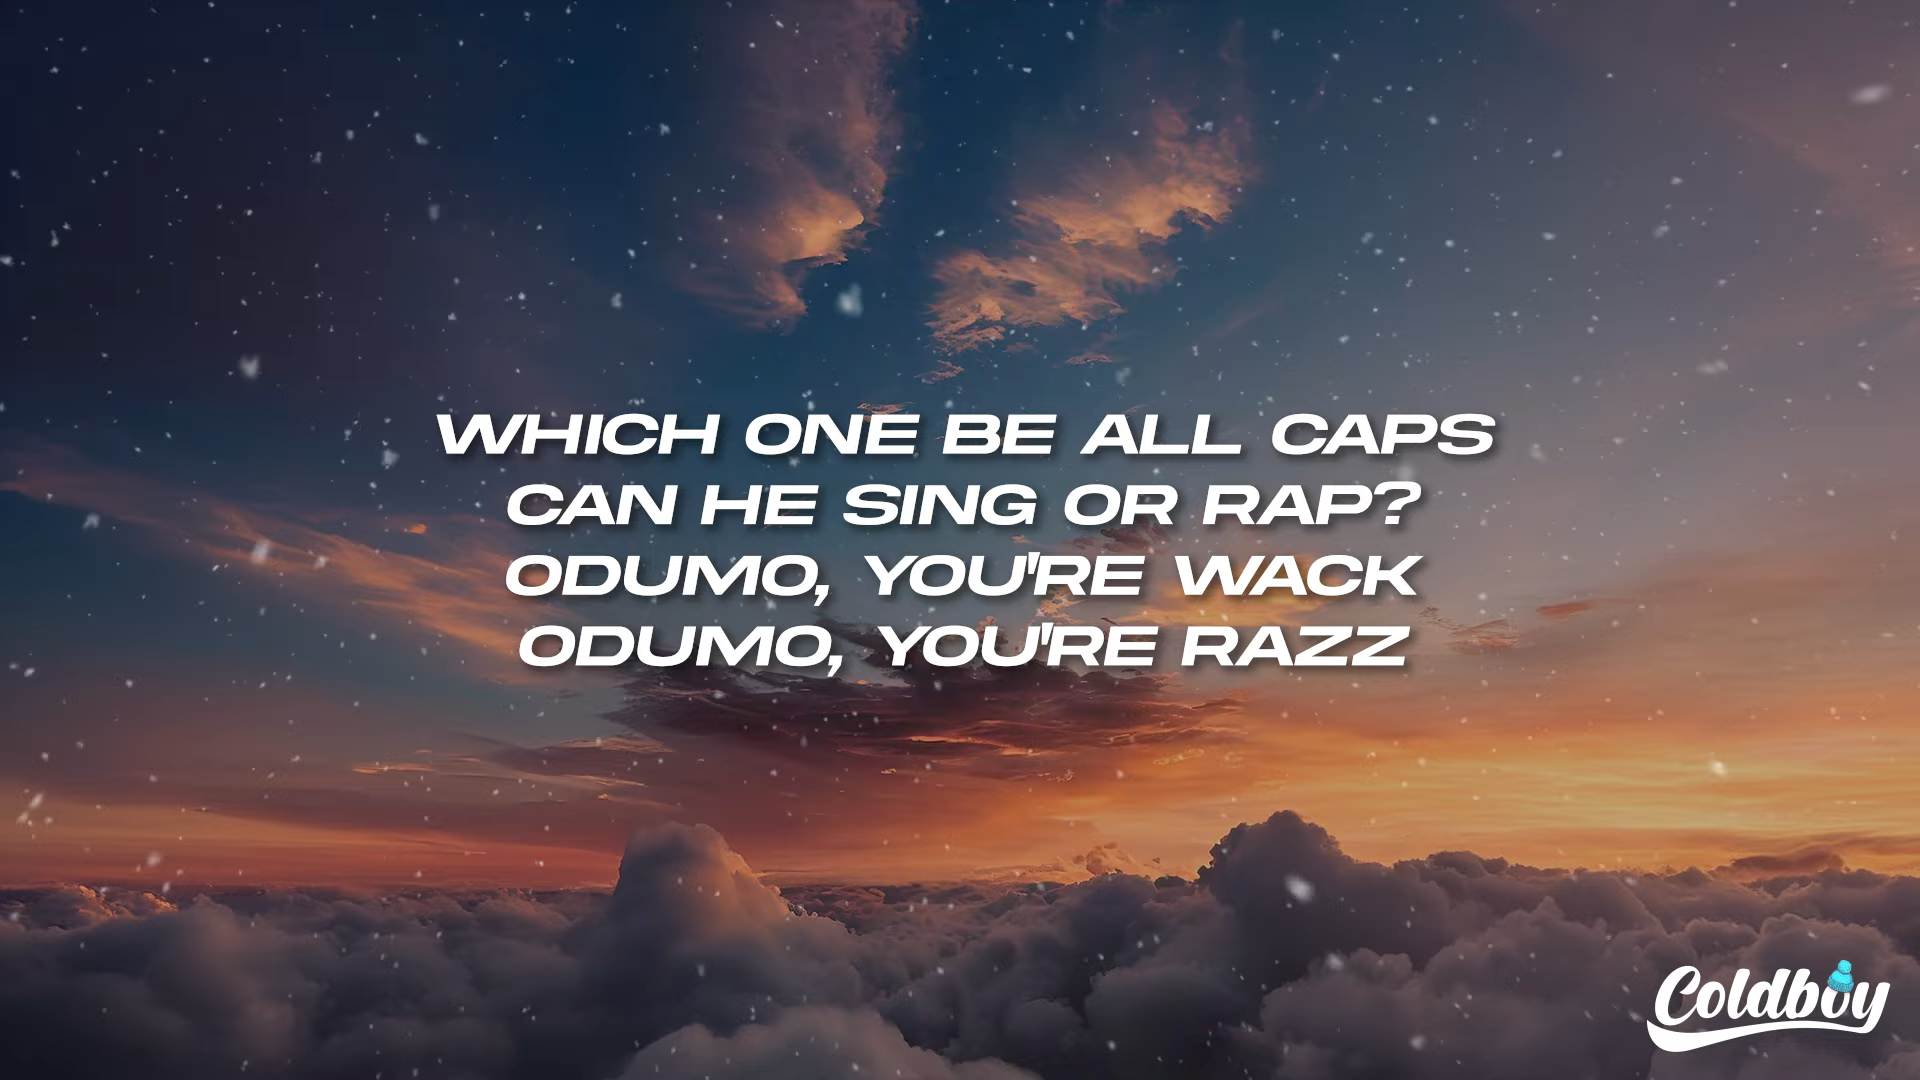 WHICH ONE BE ALL CAPS
CAN HE SING OR RAP?
ODUMO, YOU'RE WACK
ODUMO, YOU'RE RAZZ
Coldboy